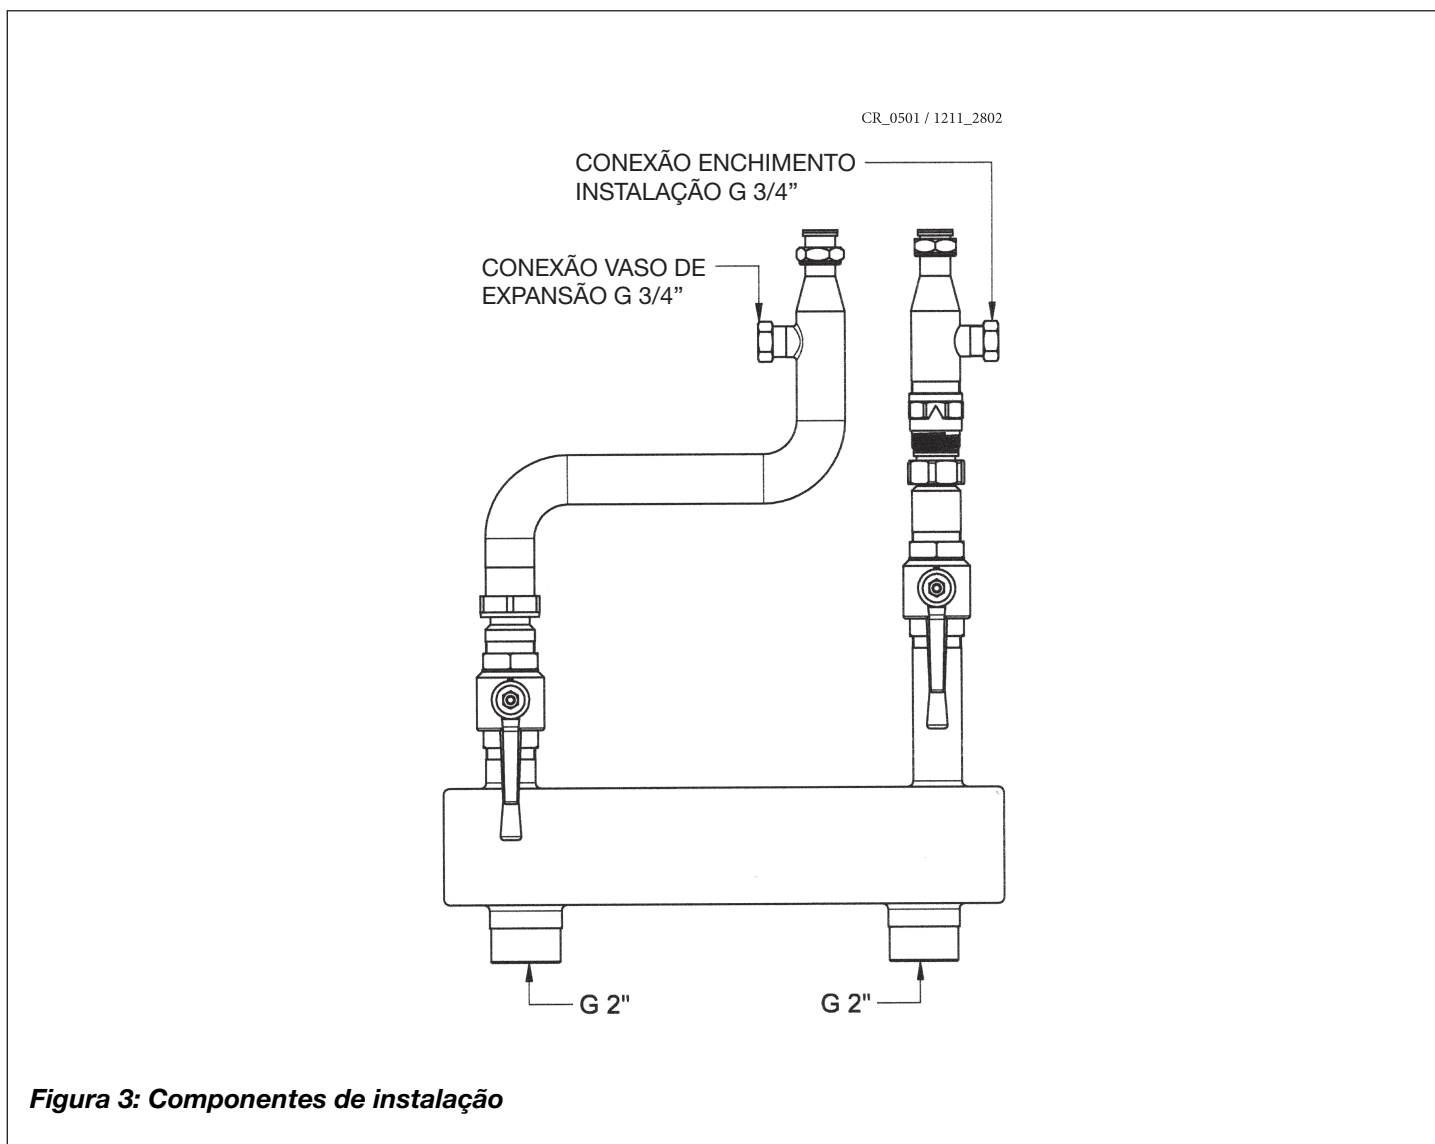 CR_0501 / 1211_2802
CONEXÃO ENCHIMENTO
INSTALAÇÃO G 3/4”
CONEXÃO VASO DE
EXPANSÃO G 3/4”
G 2"
G 2"
Figura 3: Componentes de instalação